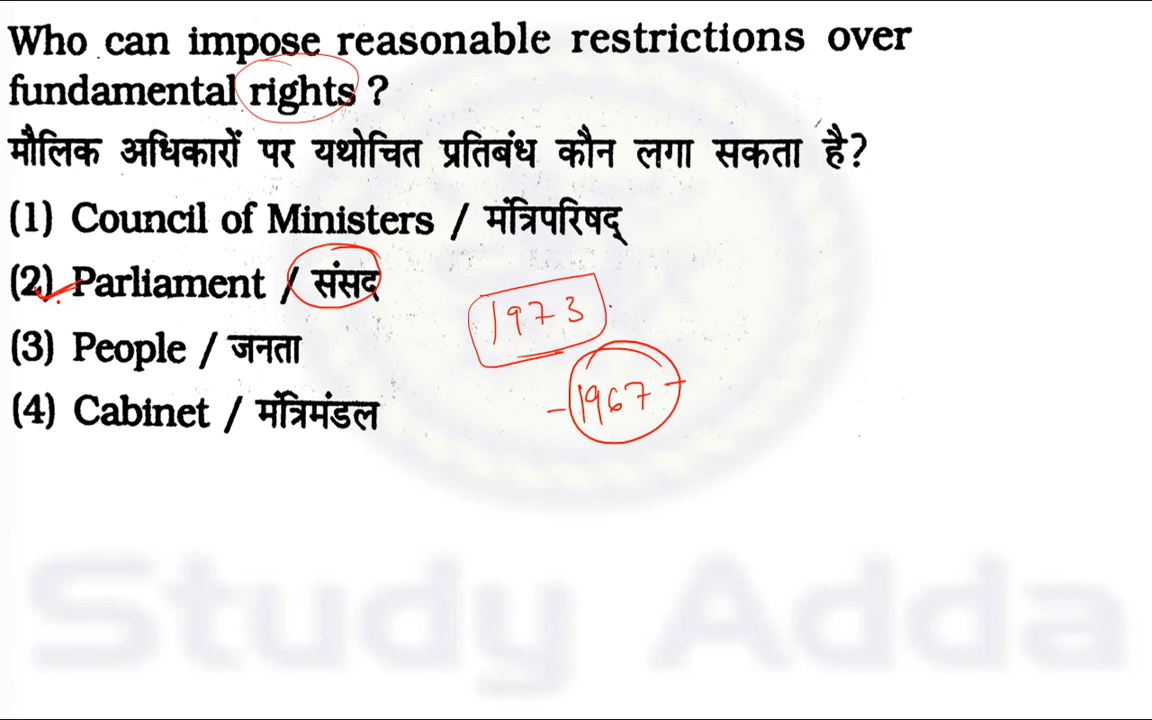 Who can impose reasonable restrictions over
fundamental rights ?
मौलिक अधिकारों पर यथोचित प्रतिबंध कौन लगा सकता है?
(1) Council of Ministers / मंत्रिपरिषद्
(2) Parliament / संसद
(3) People / जनता
(4) Cabinet / मंत्रिमंडल
1973
-1967-
Study Adda